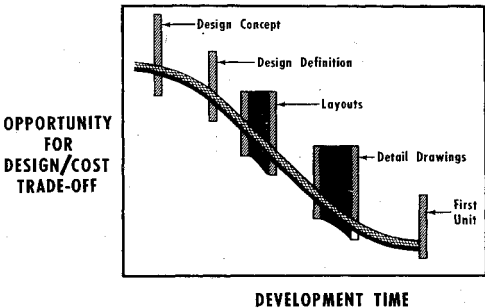 Design Concept
Design Definition
Layouts
OPPORTUNITY
FOR
DESIGN/COST
TRADE-OFF
Detail Drawings
First
Unit
DEVELOPMENT TIME